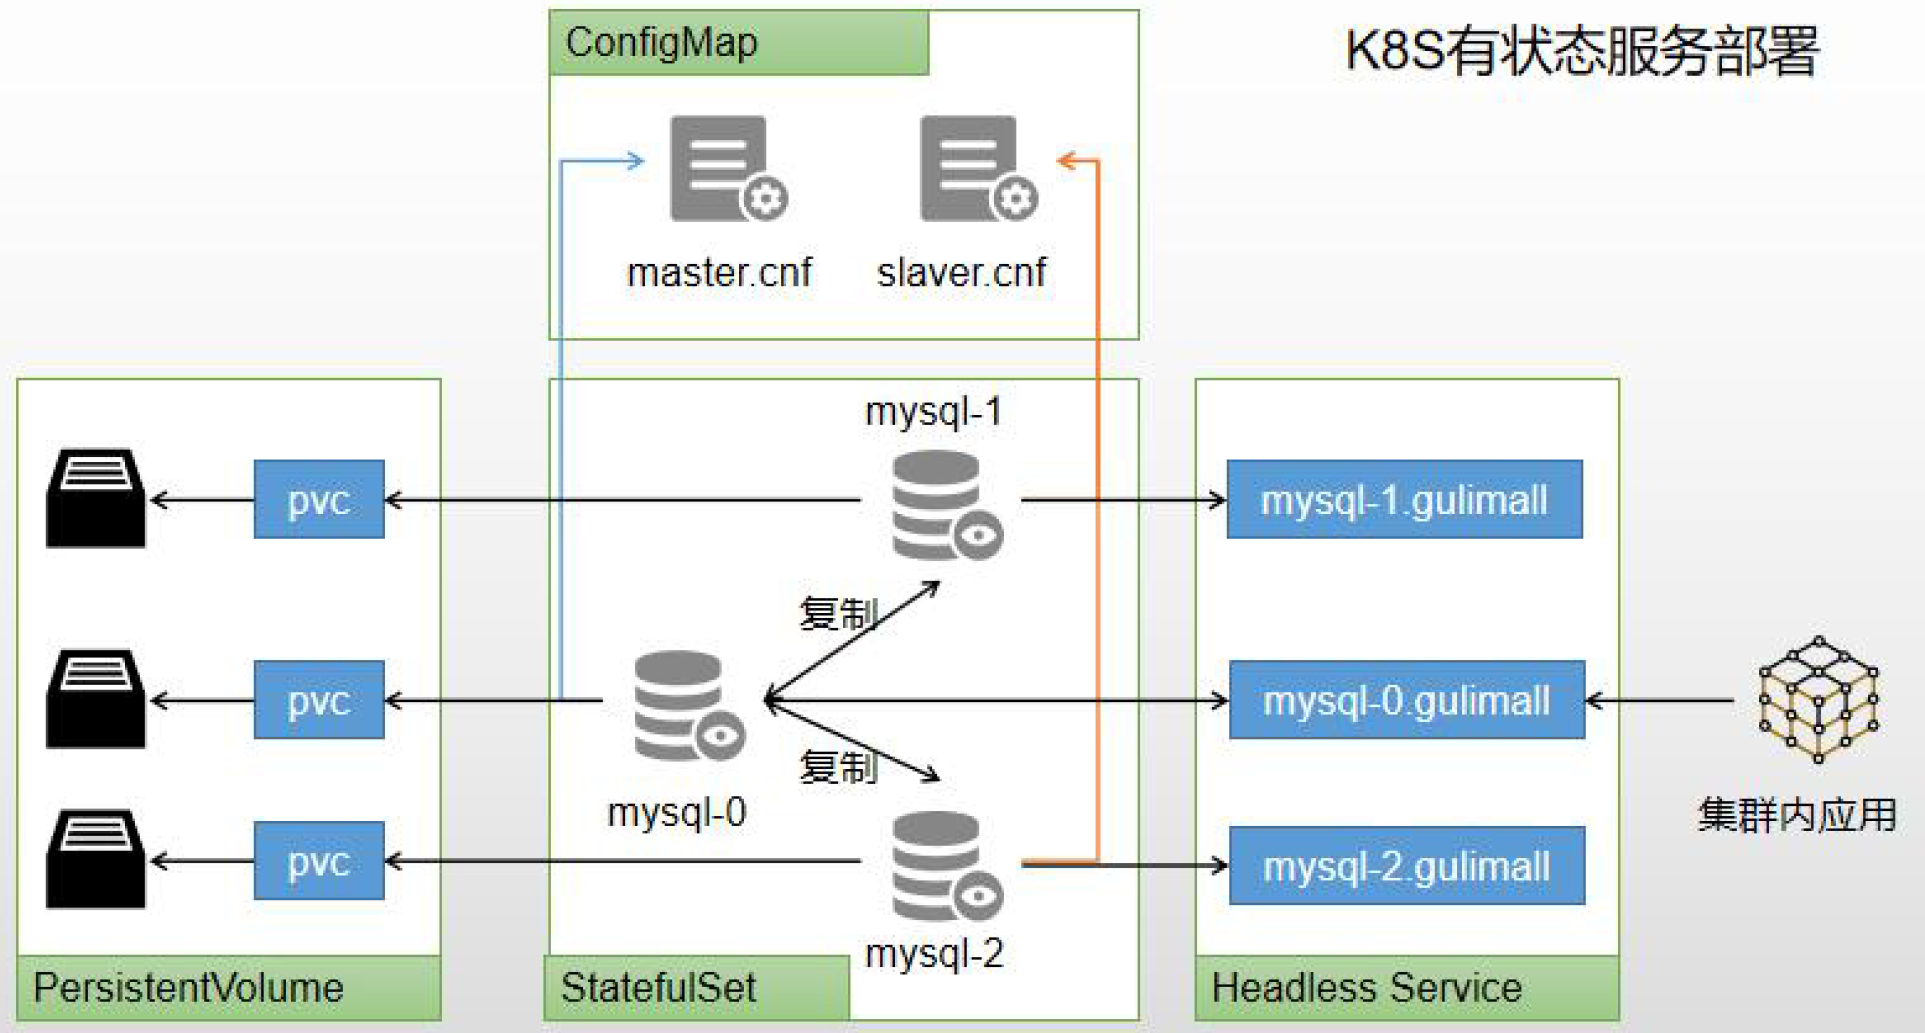 ConfigMap
K8S有状态服务部署
master.cnf
slaver.cnf
mysql-1
pvc
mysql-1.gulimall
复制
pvc
mysql-0.gulimall
复制
mysql-0
集群内应用
pvc
mysql-2.gulimall
mysql-2
PersistentVolume
StatefulSet
Headless Service